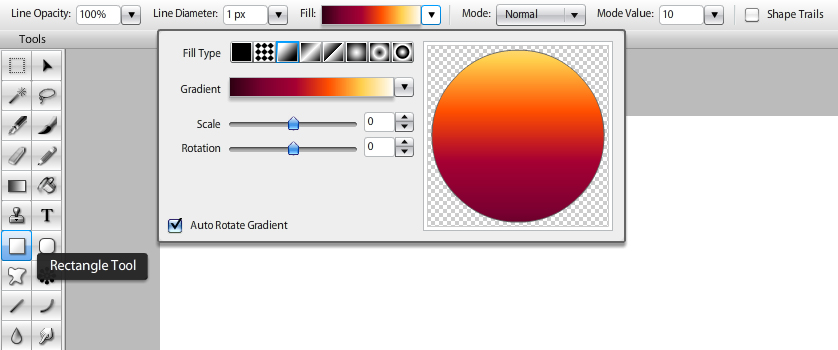 Line Opacity: 100% Line Diameter: 1 px Fill: Mode: Normal Mode Value: 10 Shape Trails
Tools
Fill Type
Gradient
Scale 0
Rotation 0
Auto Rotate Gradient
T
Rectangle Tool